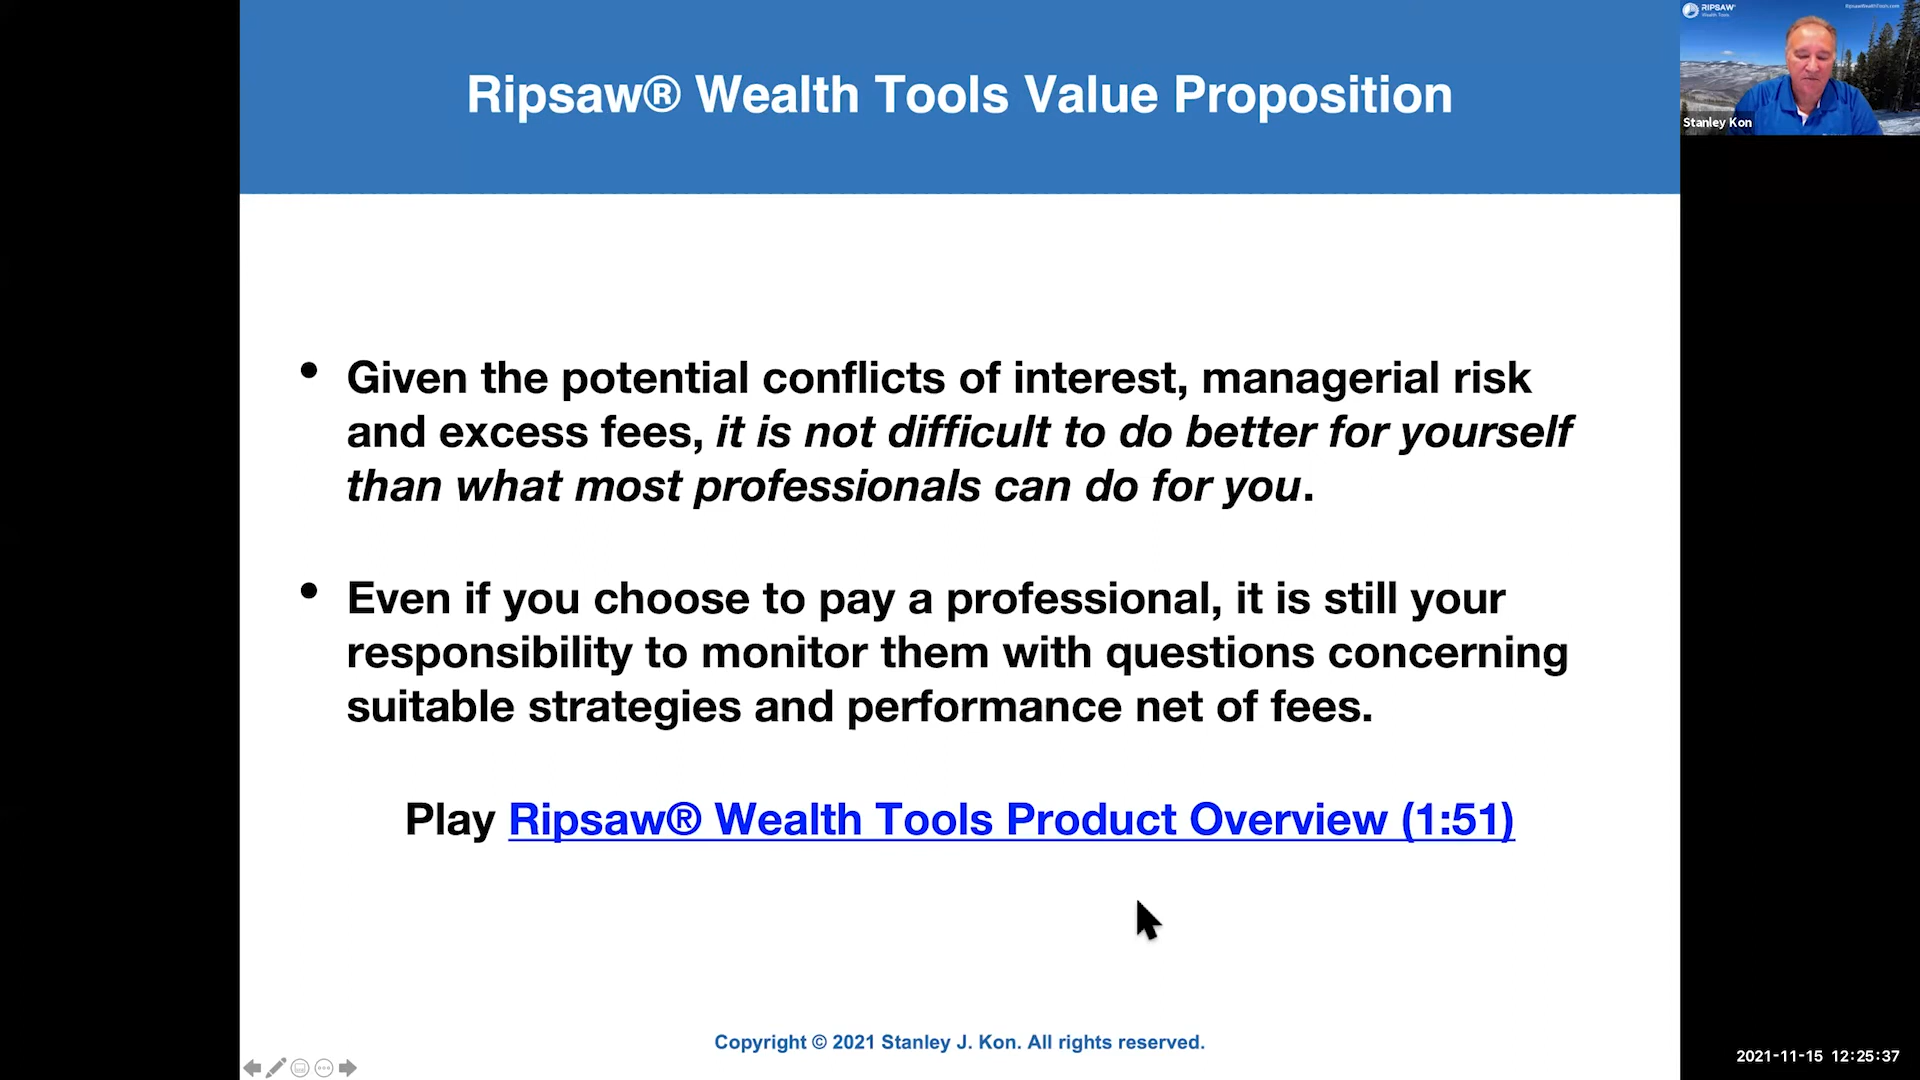 Ripsaw® Wealth Tools Value Proposition
RIPSAW®
Wealth Tools
RipsawWealthTools.com
Stanley Kon
• Given the potential conflicts of interest, managerial risk
and excess fees, it is not difficult to do better for yourself
than what most professionals can do for you.
• Even if you choose to pay a professional, it is still your
responsibility to monitor them with questions concerning
suitable strategies and performance net of fees.
Play Ripsaw® Wealth Tools Product Overview (1:51)
Copyright © 2021 Stanley J. Kon. All rights reserved.
2021-11-15 12:25:37